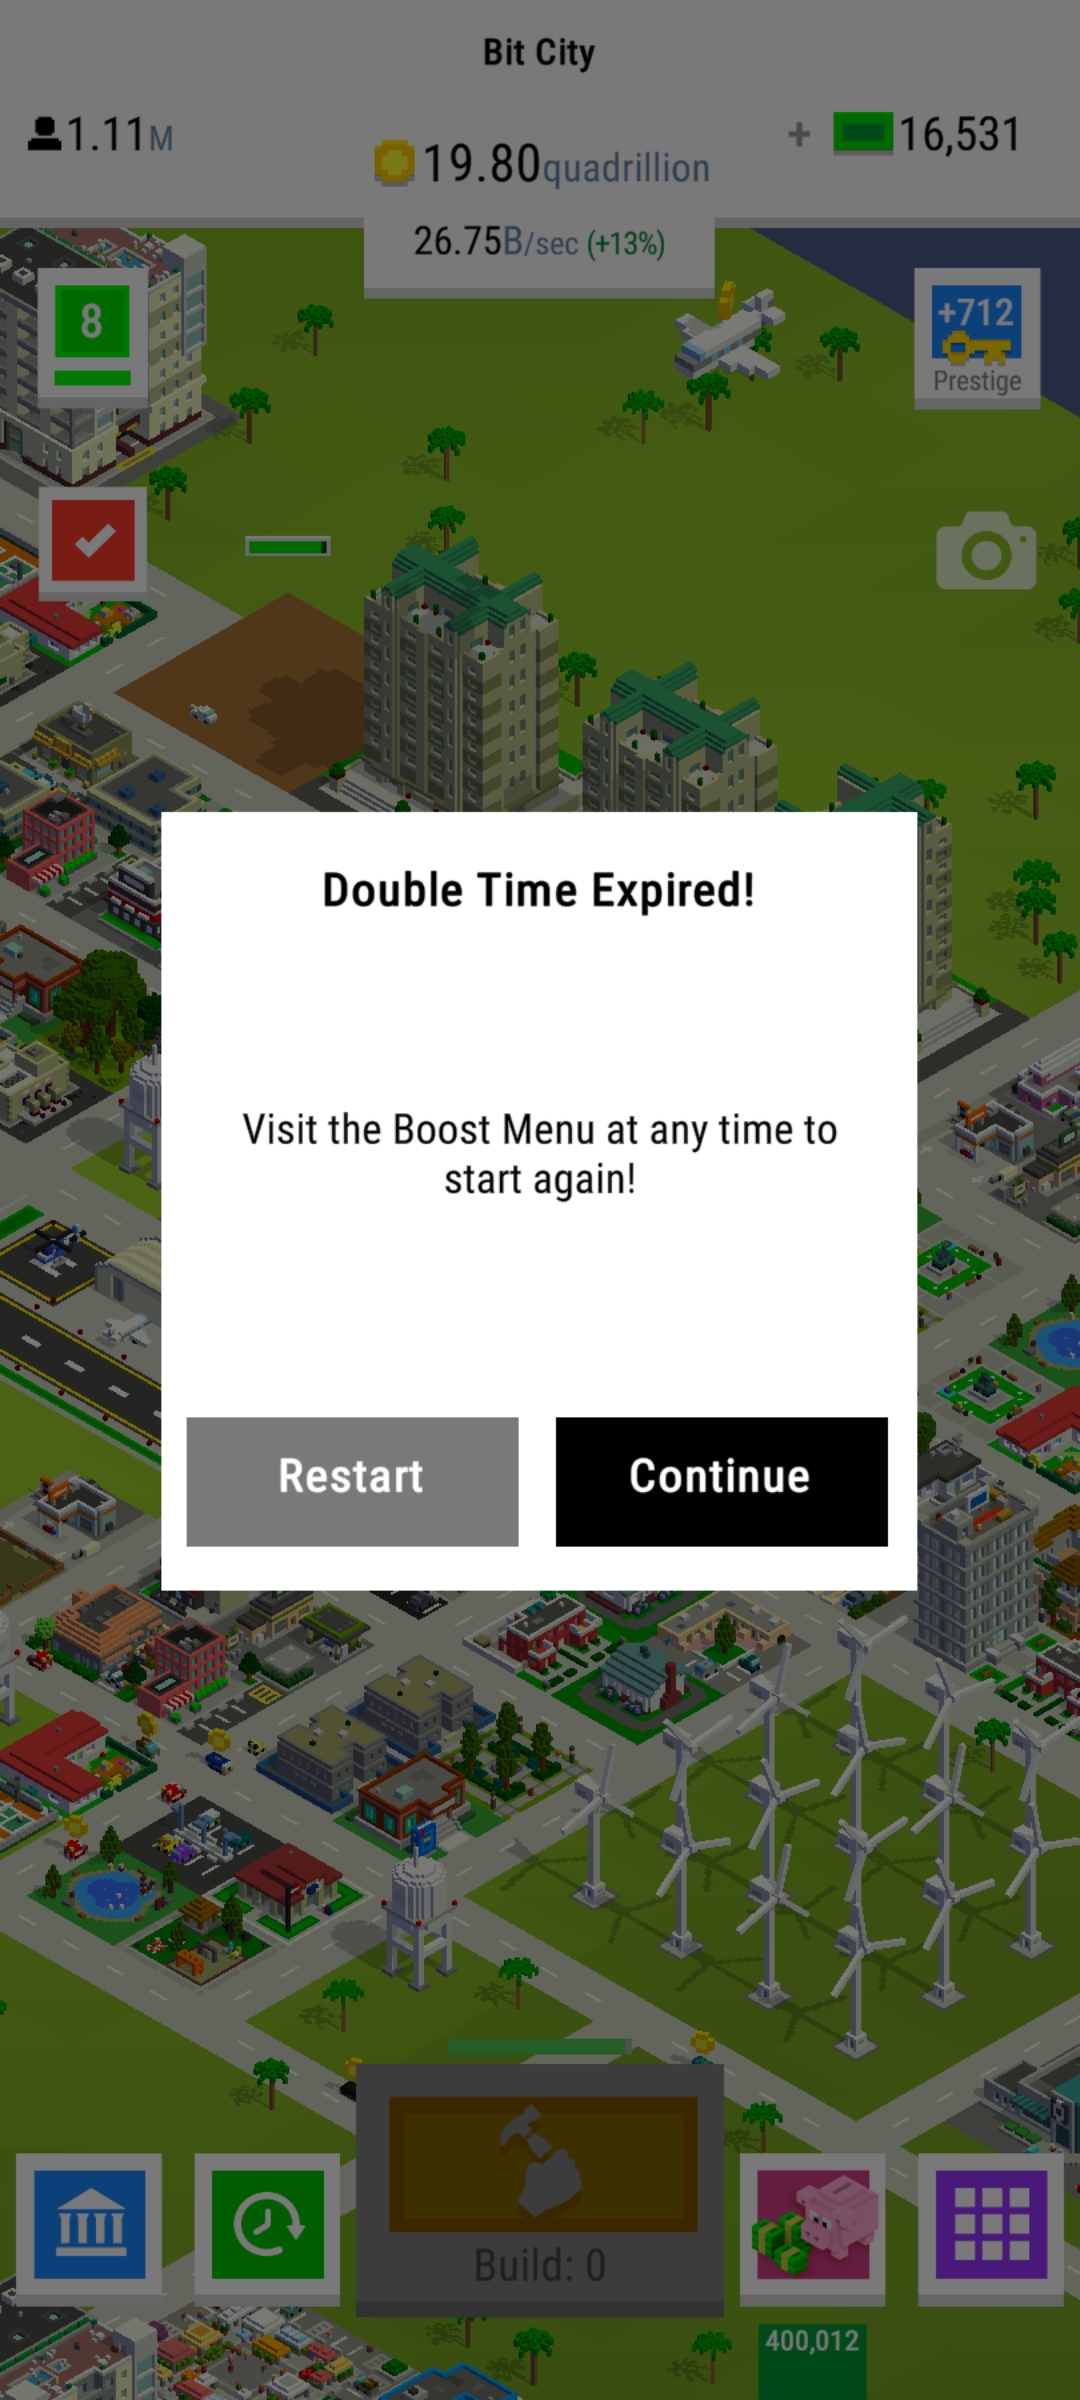 Bit City
1.11M
19.80quadrillion
+ 16,531
26.75B/sec (+13%)
8
+712
Prestige
Double Time Expired!
Visit the Boost Menu at any time to
start again!
Restart
Continue
Build: 0
400,012